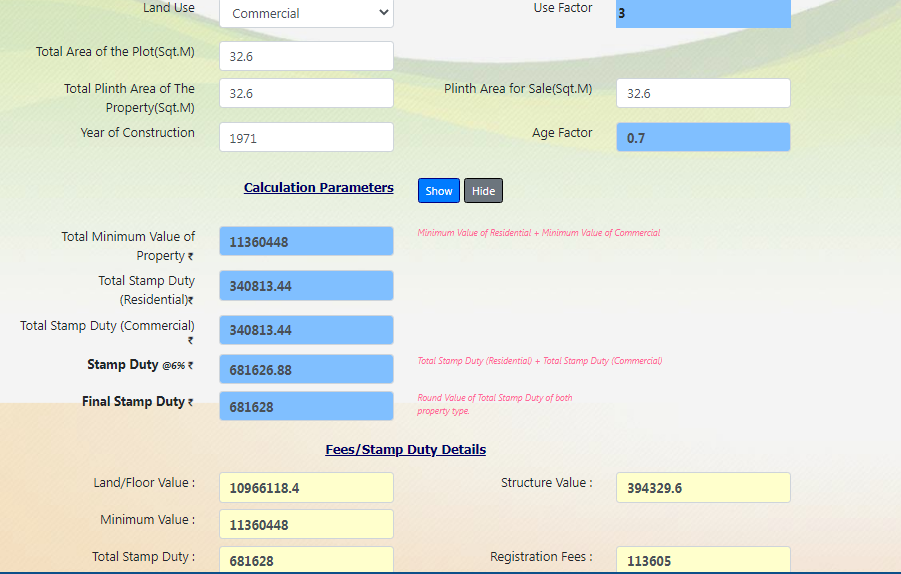 Land Use Commercial Use Factor 3
Total Area of the Plot(Sqt.M) 32.6
Total Plinth Area of The Property(Sqt.M) 32.6 Plinth Area for Sale(Sqt.M) 32.6
Year of Construction 1971 Age Factor 0.7
Calculation Parameters Show Hide
Total Minimum Value of Property ₹ 11360448 Minimum Value of Residential + Minimum Value of Commercial
Total Stamp Duty (Residential)₹ 340813.44
Total Stamp Duty (Commercial) ₹ 340813.44
Stamp Duty @6% ₹ 681626.88 Total Stamp Duty (Residential) + Total Stamp Duty (Commercial)
Final Stamp Duty ₹ 681628 Round Value of Total Stamp Duty of both property type.
Fees/Stamp Duty Details
Land/Floor Value : 10966118.4 Structure Value : 394329.6
Minimum Value : 11360448
Total Stamp Duty : 681628 Registration Fees : 113605